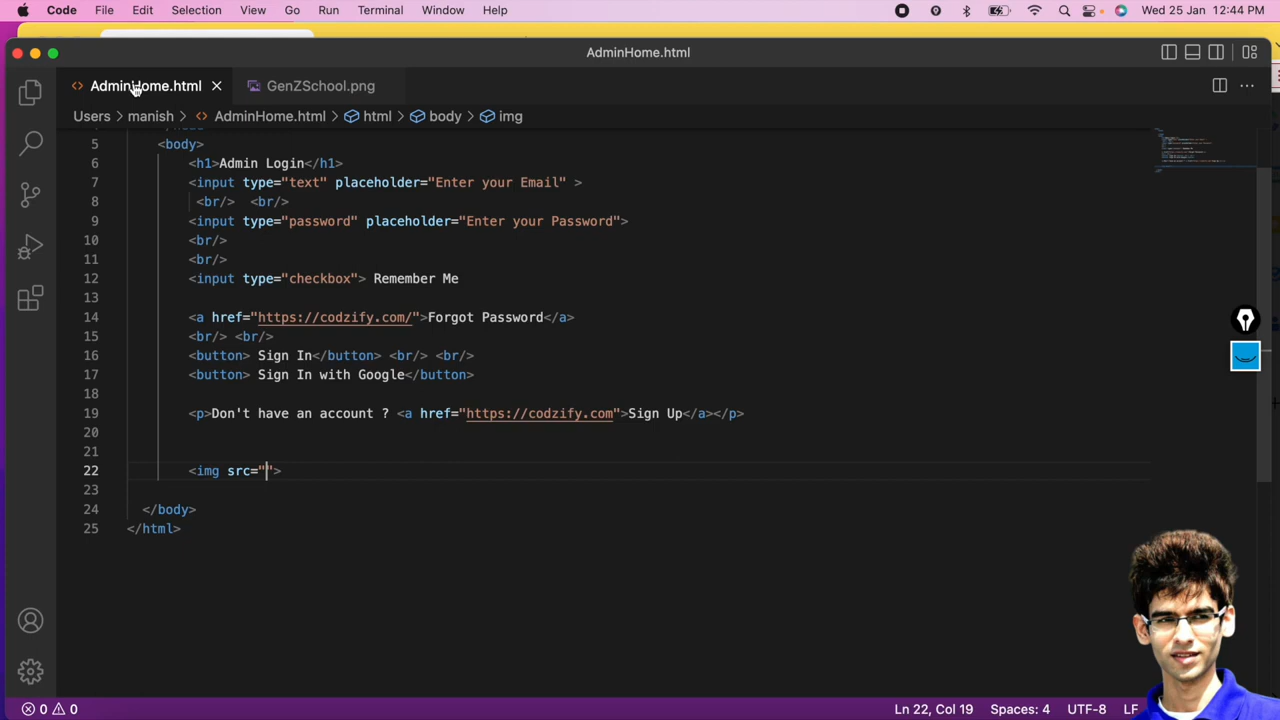 Code File Edit Selection View Go Run Terminal Window Help Wed 25 Jan 12:44 PM
AdminHome.html
AdminHome.html GenZSchool.png
Users > manish > AdminHome.html > html > body > img
5 <body>
6 <h1>Admin Login</h1>
7 <input type="text" placeholder="Enter your Email" >
8 <br/> <br/>
9 <input type="password" placeholder="Enter your Password">
10 <br/>
11 <br/>
12 <input type="checkbox"> Remember Me
13
14 <a href="https://codzify.com/">Forgot Password</a>
15 <br/> <br/>
16 <button> Sign In</button> <br/> <br/>
17 <button> Sign In with Google</button>
18
19 <p>Don't have an account ? <a href="https://codzify.com">Sign Up</a></p>
20
21
22 <img src="">
23
24 </body>
25 </html>
0 0 Ln 22, Col 19 Spaces: 4 UTF-8 LF